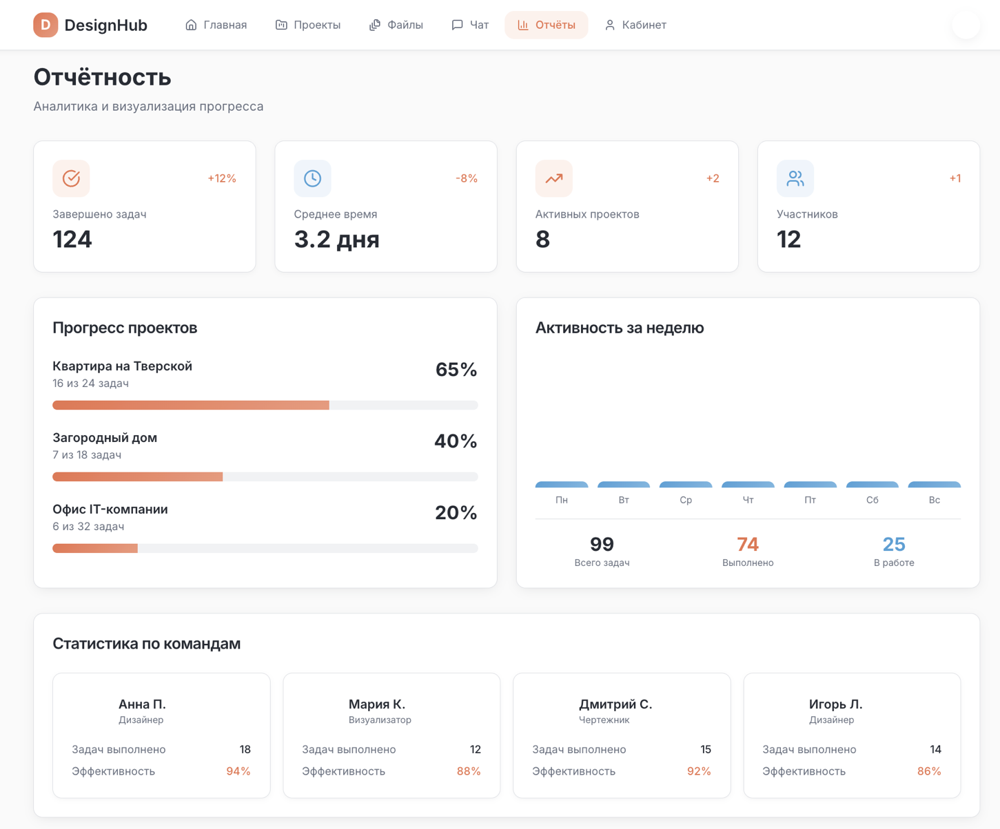 D DesignHub Главная Проекты Файлы Чат Отчёты Кабинет
Отчётность
Аналитика и визуализация прогресса
+12%
Завершено задач
124
-8%
Среднее время
3.2 дня
+2
Активных проектов
8
+1
Участников
12
Прогресс проектов
Квартира на Тверской
16 из 24 задач
65%
Загородный дом
7 из 18 задач
40%
Офис IT-компании
6 из 32 задач
20%
Активность за неделю
Пн Вт Ср Чт Пт Сб Вс
99 74 25
Всего задач Выполнено В работе
Статистика по командам
Анна П.
Дизайнер
Задач выполнено 18
Эффективность 94%
Мария К.
Визуализатор
Задач выполнено 12
Эффективность 88%
Дмитрий С.
Чертежник
Задач выполнено 15
Эффективность 92%
Игорь Л.
Дизайнер
Задач выполнено 14
Эффективность 86%